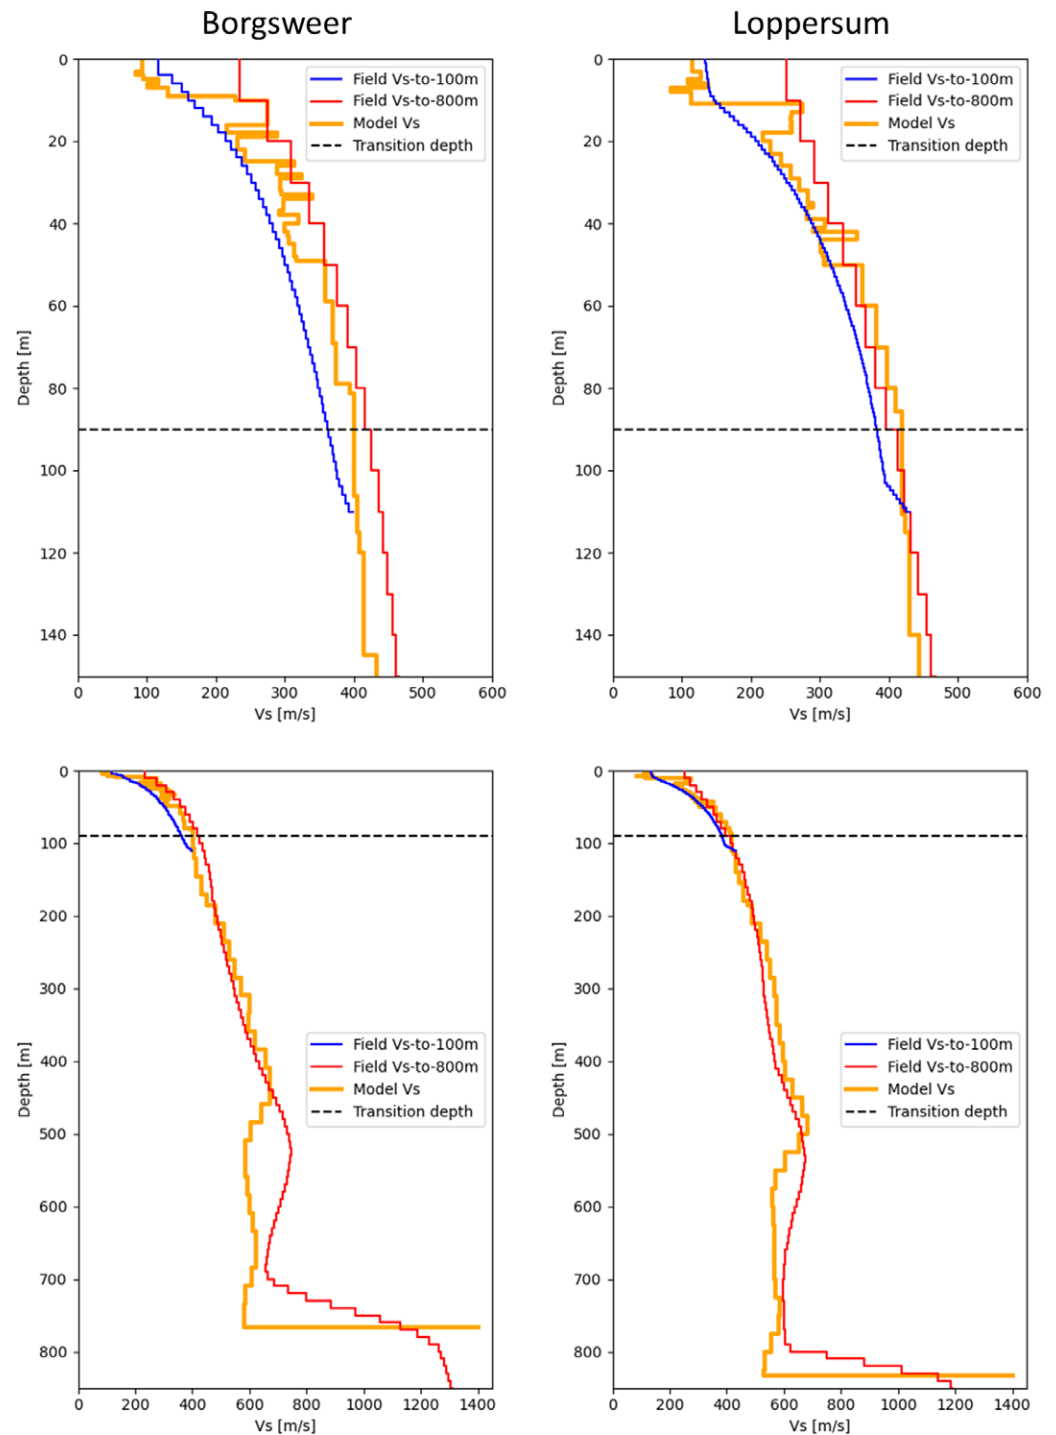 Borgsweer
Loppersum
0
20
40
60
80
100
120
140
Depth [m]
Field Vs-to-100m
Field Vs-to-800m
Model Vs
Transition depth
0 100 200 300 400 500 600
Vs [m/s]
0
20
40
60
80
100
120
140
Depth [m]
Field Vs-to-100m
Field Vs-to-800m
Model Vs
Transition depth
0 100 200 300 400 500 600
Vs [m/s]
0
100
200
300
400
500
600
700
800
Depth [m]
Field Vs-to-100m
Field Vs-to-800m
Model Vs
Transition depth
0 200 400 600 800 1000 1200 1400
Vs [m/s]
0
100
200
300
400
500
600
700
800
Depth [m]
Field Vs-to-100m
Field Vs-to-800m
Model Vs
Transition depth
0 200 400 600 800 1000 1200 1400
Vs [m/s]